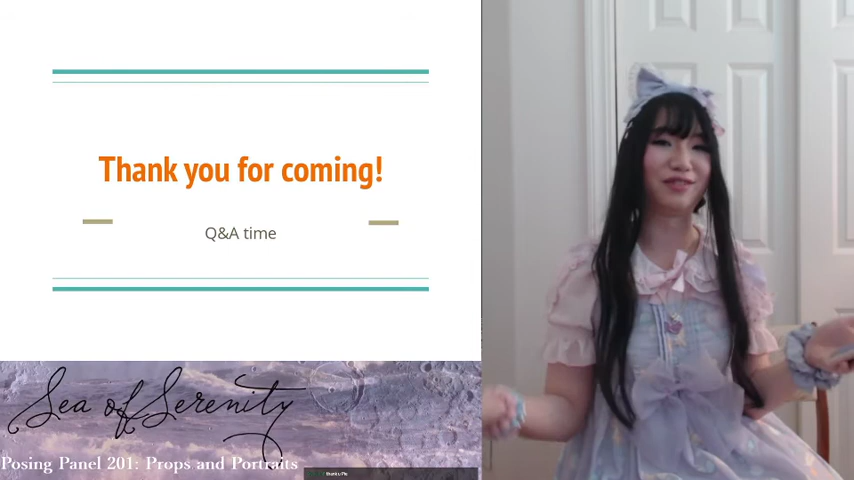 Thank you for coming!
Q&A time
Sea of Serenity
Posing Panel 201: Props and Portraits